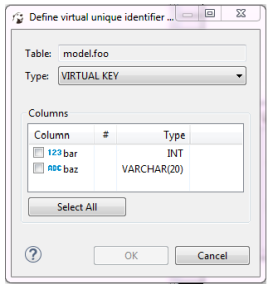 Define virtual unique identifier ...
Table: model.foo
Type: VIRTUAL KEY
Columns
Column # Type
123 bar INT
ABC baz VARCHAR(20)
Select All
? OK Cancel